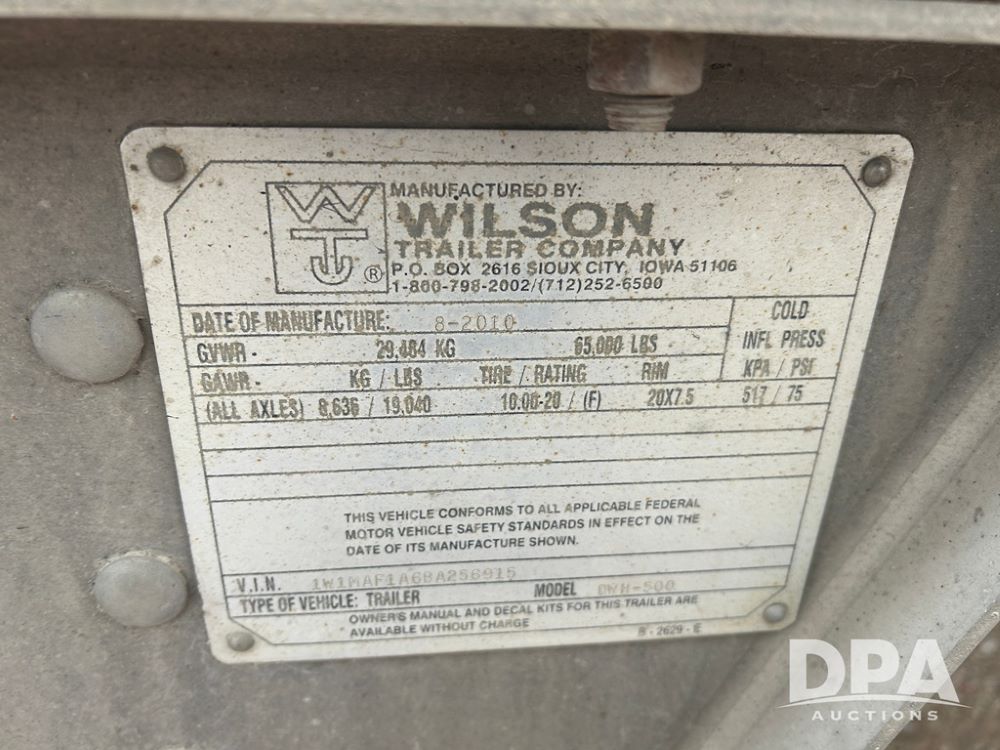 MANUFACTURED BY:
WILSON
TRAILER COMPANY
P.O. BOX 2616 SIOUX CITY, IOWA 51106
®
1-800-798-2002/(712)252-6500
DATE OF MANUFACTURE: 8-2010
COLD
GVWR - 29,484 KG 65,000 LBS
INFL PRESS
GAWR - KG / LBS TIRE / RATING RIM KPA / PSI
(ALL AXLES) 8,636 / 19,040 10.00-20 / (F) 20X7.5 517 / 75
THIS VEHICLE CONFORMS TO ALL APPLICABLE FEDERAL
MOTOR VEHICLE SAFETY STANDARDS IN EFFECT ON THE
DATE OF ITS MANUFACTURE SHOWN.
V.I.N. 1W1MAF1A6BA256915
TYPE OF VEHICLE: TRAILER MODEL DWH-500
OWNER'S MANUAL AND DECAL KITS FOR THIS TRAILER ARE
AVAILABLE WITHOUT CHARGE
B - 2629 - E
DPA
AUCTIONS